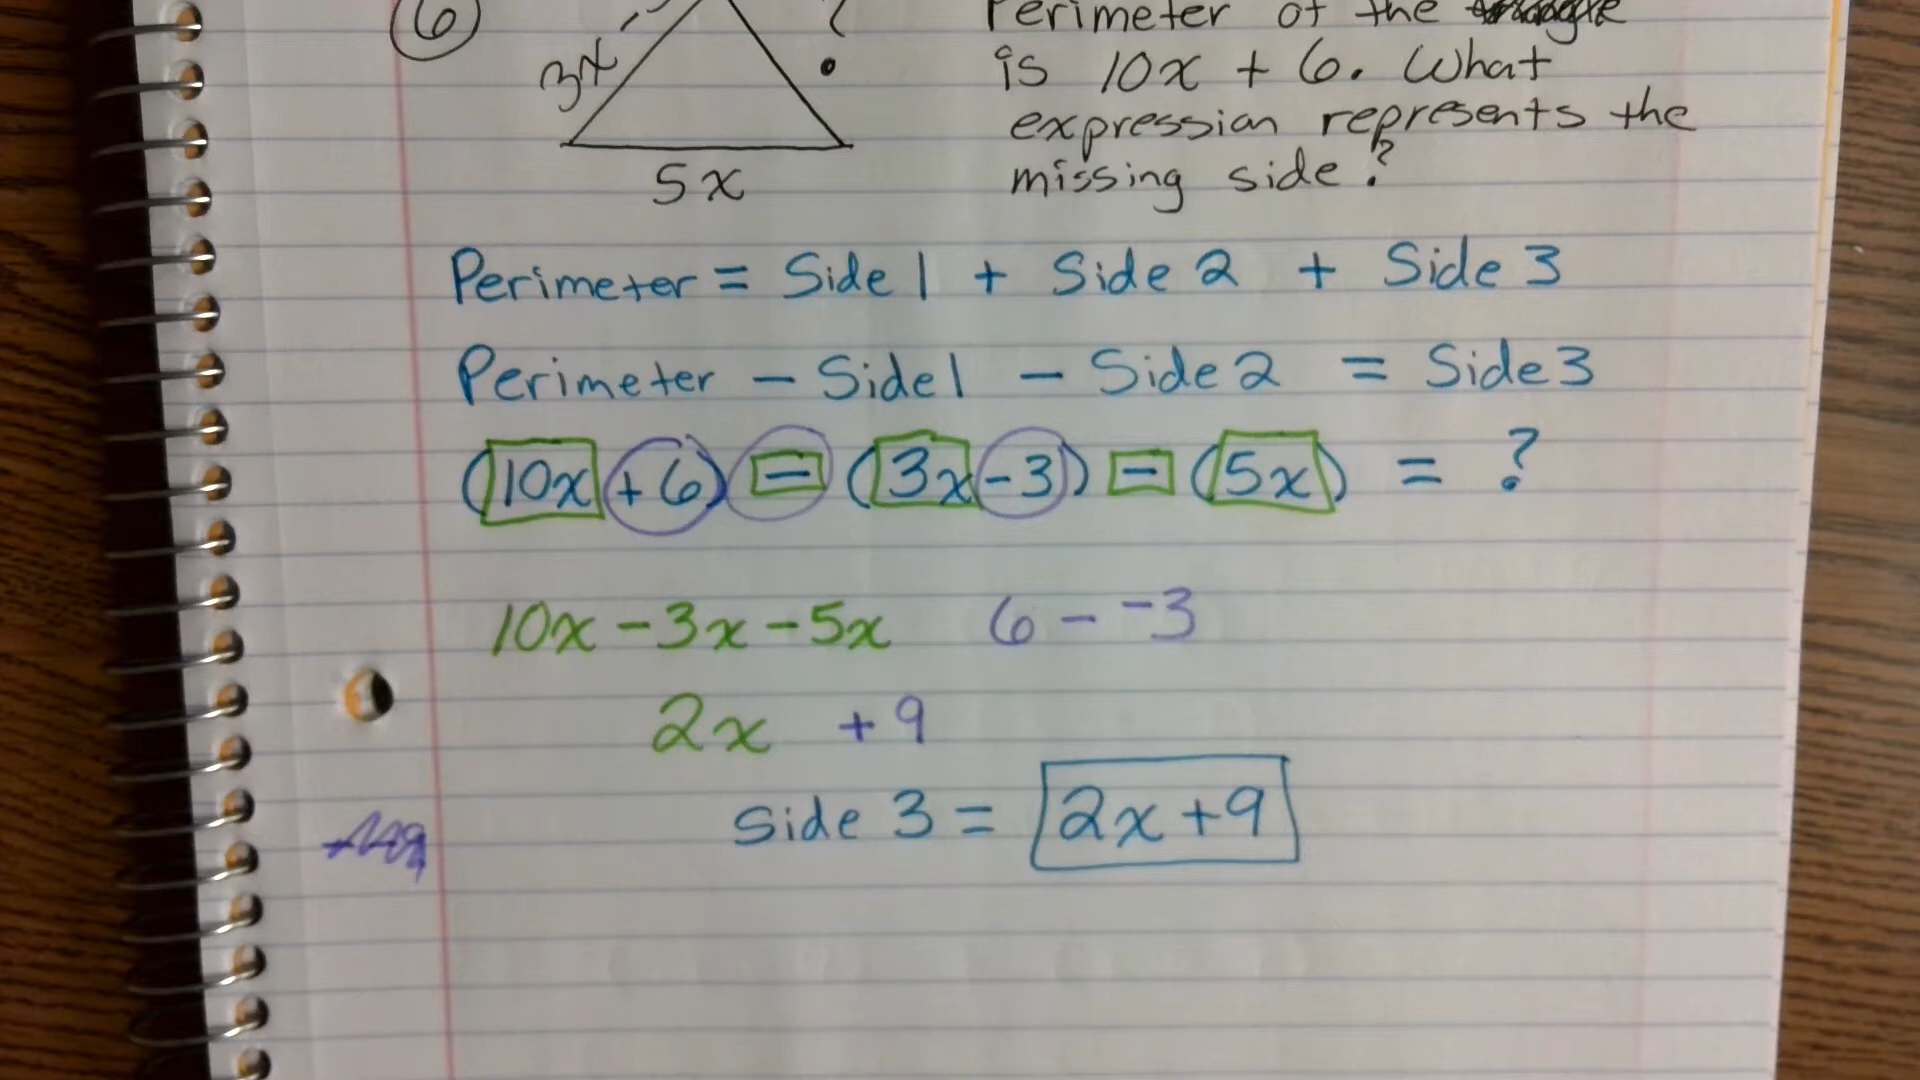 6
Perimeter of the
is 10x + 6. What
expression represents the
missing side?
3x -
?
5x
Perimeter = Side 1 + Side 2 + Side 3
Perimeter - Side 1 - Side 2 = Side 3
(10x + 6) - (3x - 3) - (5x) = ?
10x - 3x - 5x 6 - -3
2x + 9
Side 3 = 2x + 9